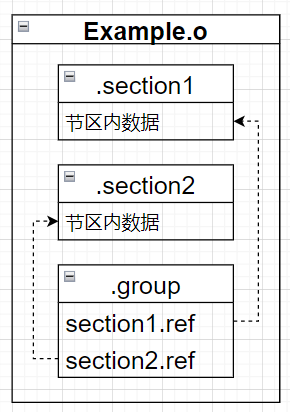 Example.o
.section1
节区内数据
.section2
节区内数据
.group
section1.ref
section2.ref